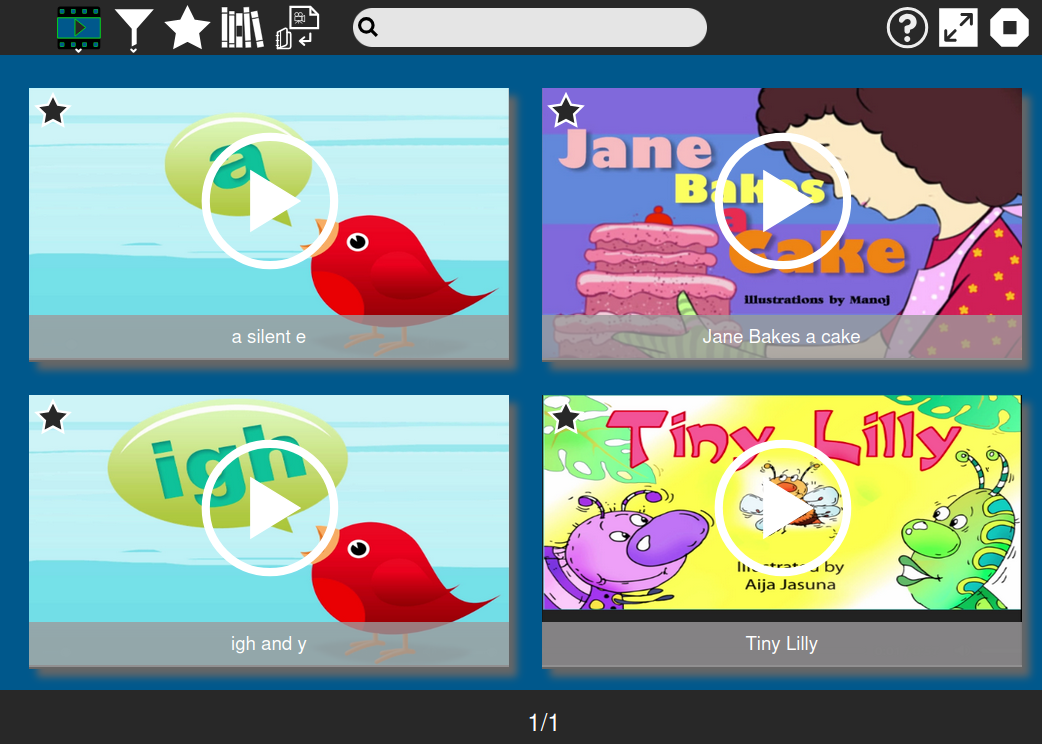 a
a silent e
Jane
Bakes
a
Cake
Illustrations by Manoj
Jane Bakes a cake
igh
igh and y
Tiny Lilly
Illustrated by
Aija Jasuna
Tiny Lilly
1/1